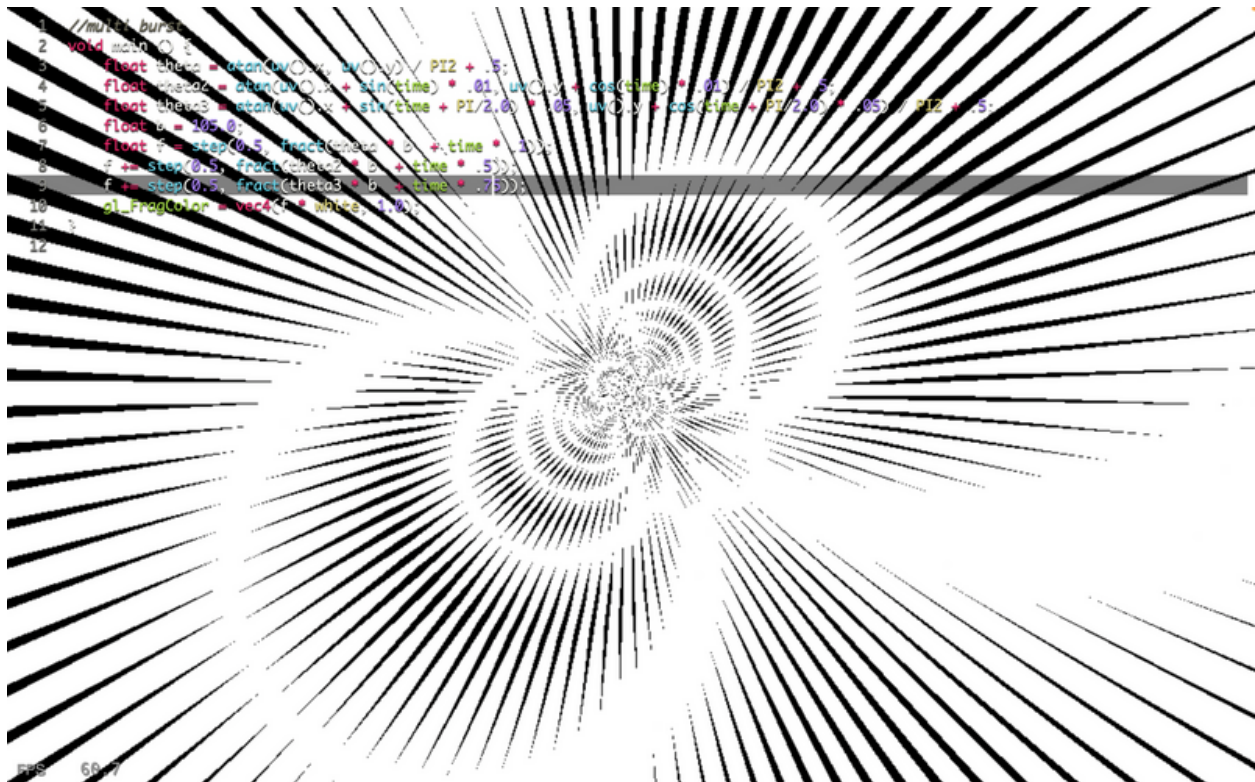 1 //multi burst
2 void main () {
3 float theta = atan(uv().x, uv().y) / PI2 + .5;
4 float theta2 = atan(uv().x + sin(time) * .01, uv().y + cos(time) * .01) / PI2 + .5;
5 float theta3 = atan(uv().x + sin(time + PI/2.0) * .05, uv().y + cos(time + PI/2.0) * .05) / PI2 + .5;
6 float b = 105.0;
7 float f = step(0.5, fract(theta * b + time * .1));
8 f += step(0.5, fract(theta2 * b + time * .5));
9 f += step(0.5, fract(theta3 * b + time * .75));
10 gl_FragColor = vec4(f * white, 1.0);
11 }
12
FPS 60.7